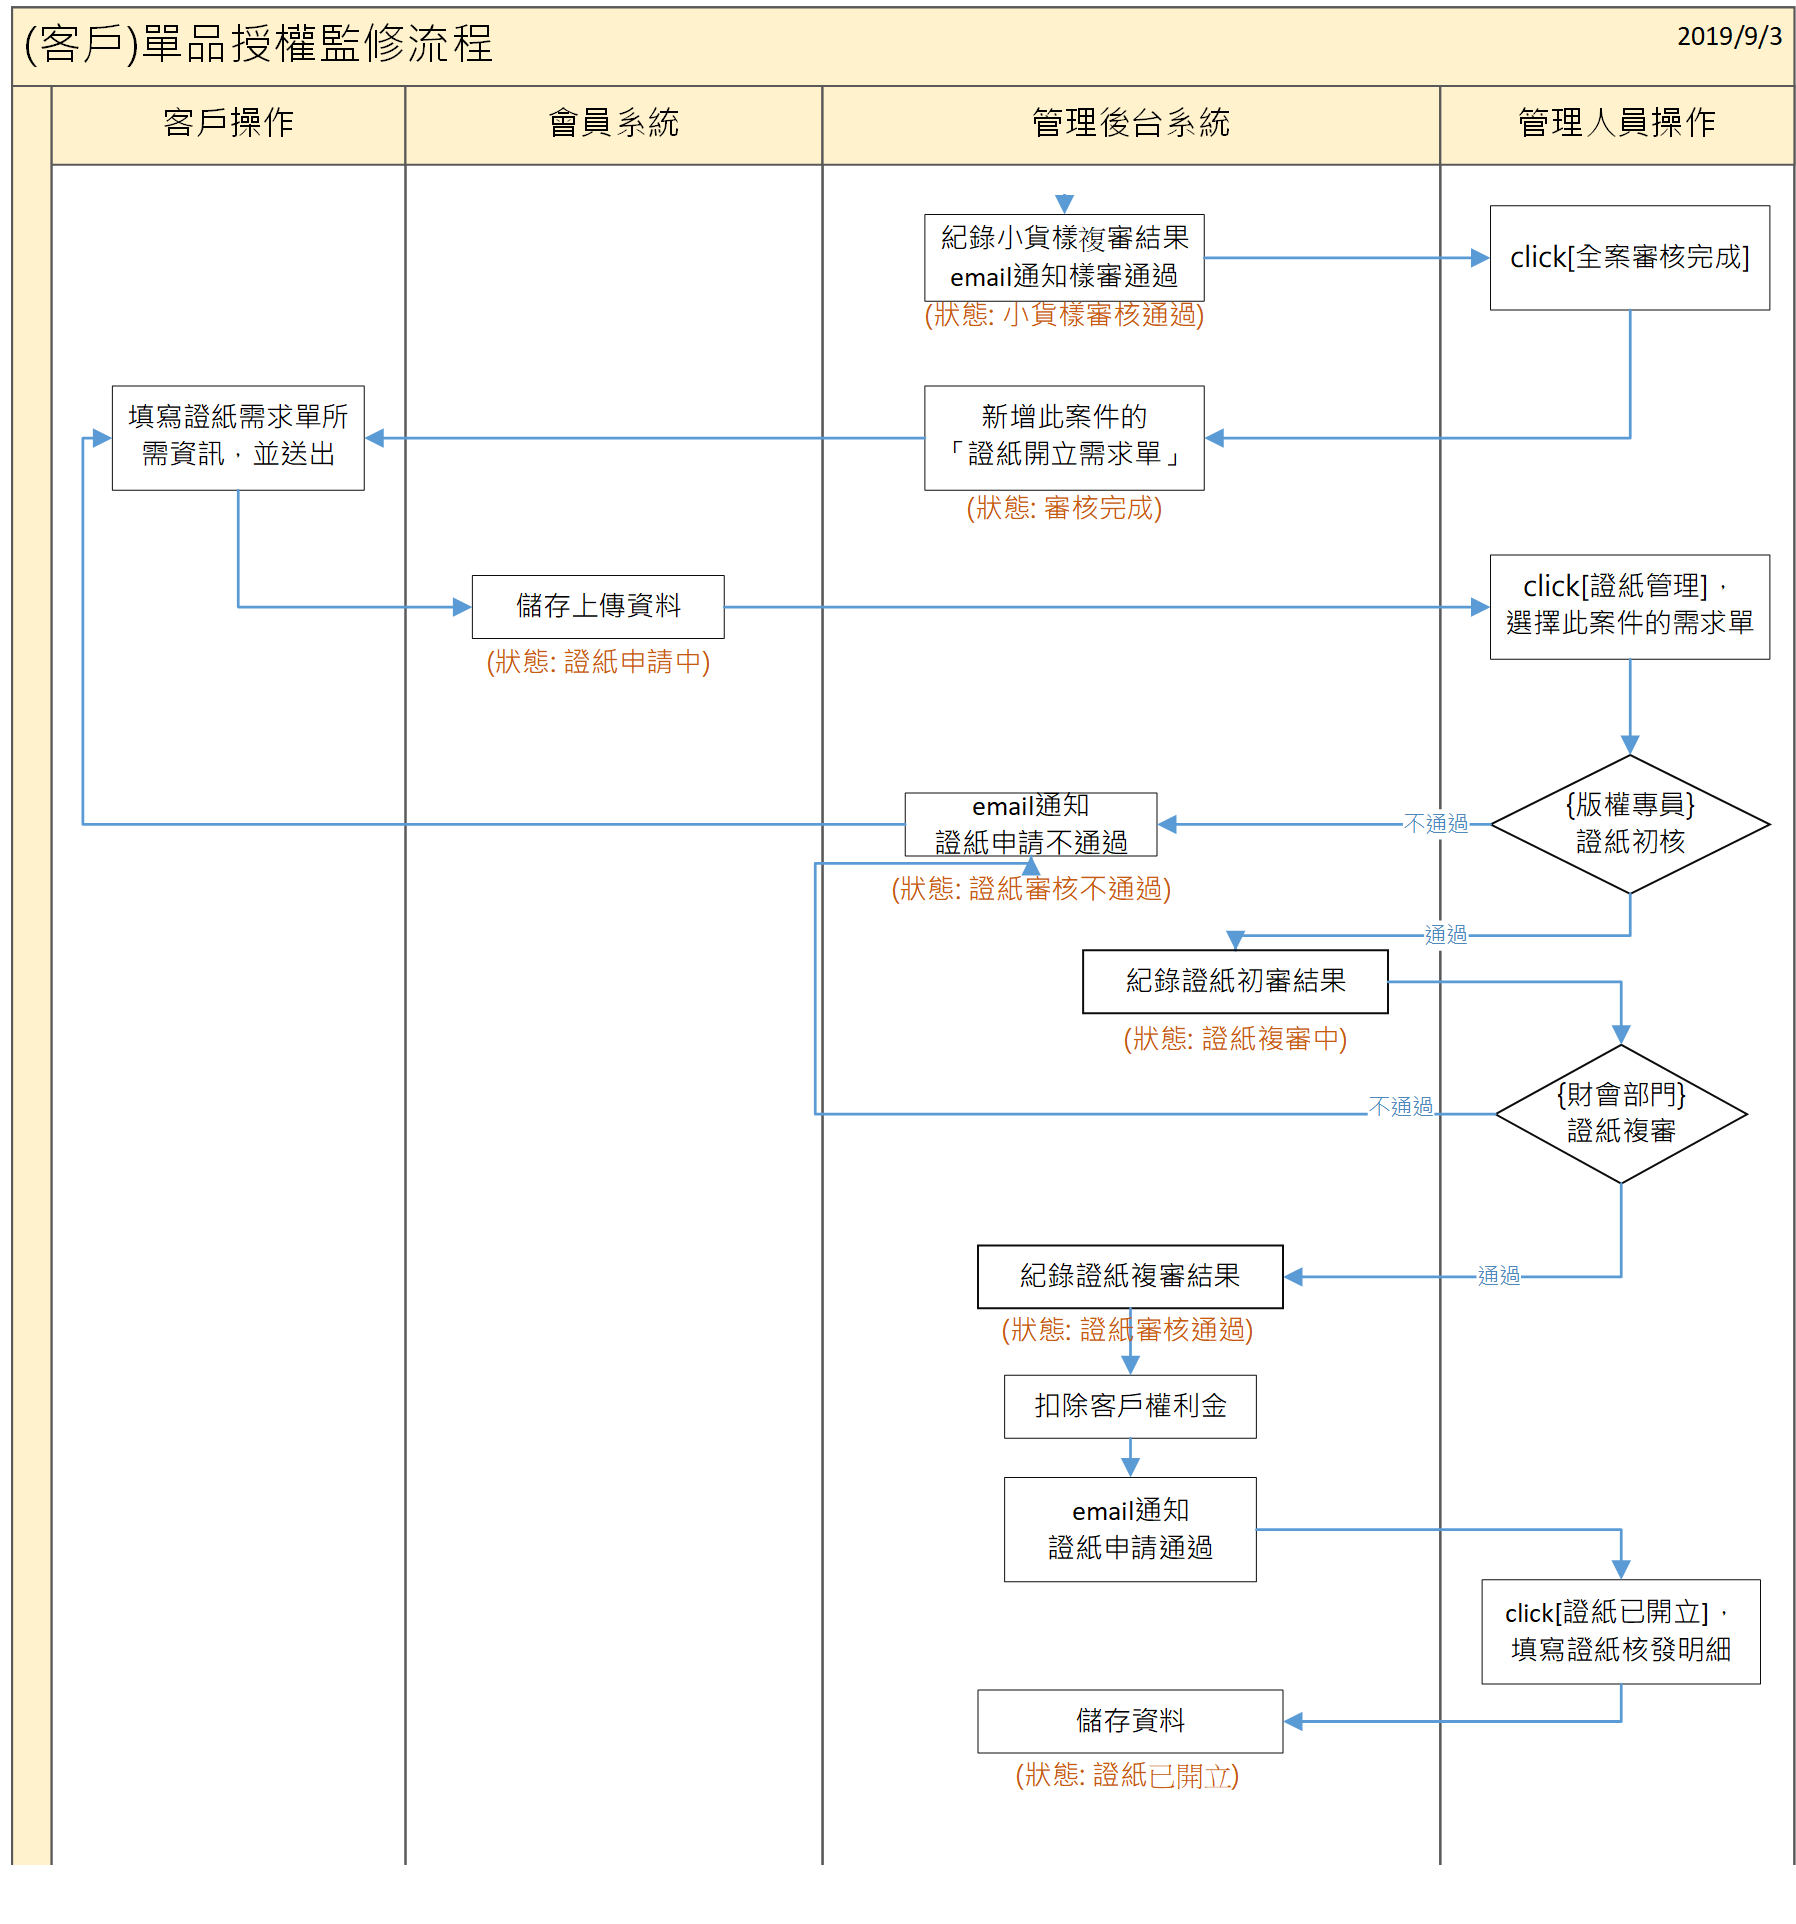 (客戶)單品授權監修流程
2019/9/3
客戶操作
會員系統
管理後台系統
管理人員操作
紀錄小貨樣複審結果
email通知樣審通過
(狀態: 小貨樣審核通過)
click[全案審核完成]
填寫證紙需求單所
需資訊，並送出
新增此案件的
「證紙開立需求單」
(狀態: 審核完成)
儲存上傳資料
(狀態: 證紙申請中)
click[證紙管理]，
選擇此案件的需求單
{版權專員}
證紙初核
不通過
email通知
證紙申請不通過
(狀態: 證紙審核不通過)
通過
紀錄證紙初審結果
(狀態: 證紙複審中)
{財會部門}
證紙複審
不通過
通過
紀錄證紙複審結果
(狀態: 證紙審核通過)
扣除客戶權利金
email通知
證紙申請通過
click[證紙已開立]，
填寫證紙核發明細
儲存資料
(狀態: 證紙已開立)